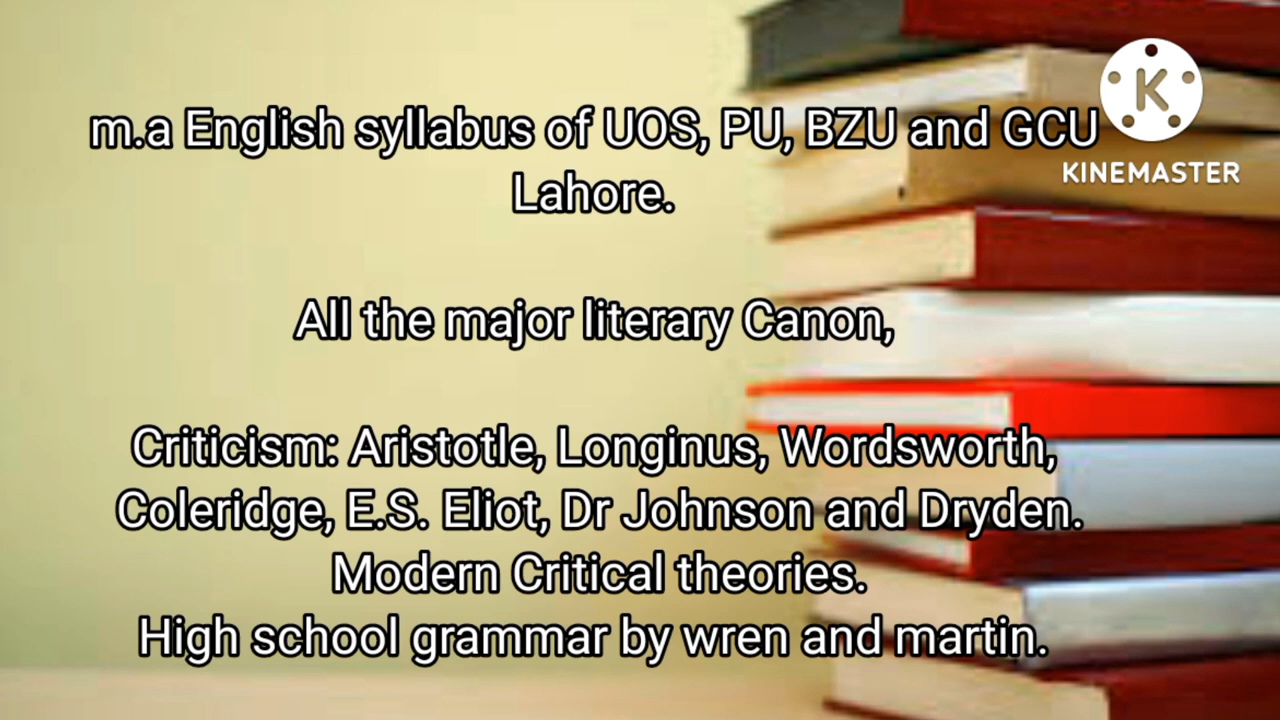 m.a English syllabus of UOS, PU, BZU and GCU
Lahore.
All the major literary Canon,
Criticism: Aristotle, Longinus, Wordsworth,
Coleridge, E.S. Eliot, Dr Johnson and Dryden.
Modern Critical theories.
High school grammar by wren and martin.
K
KINEMASTER